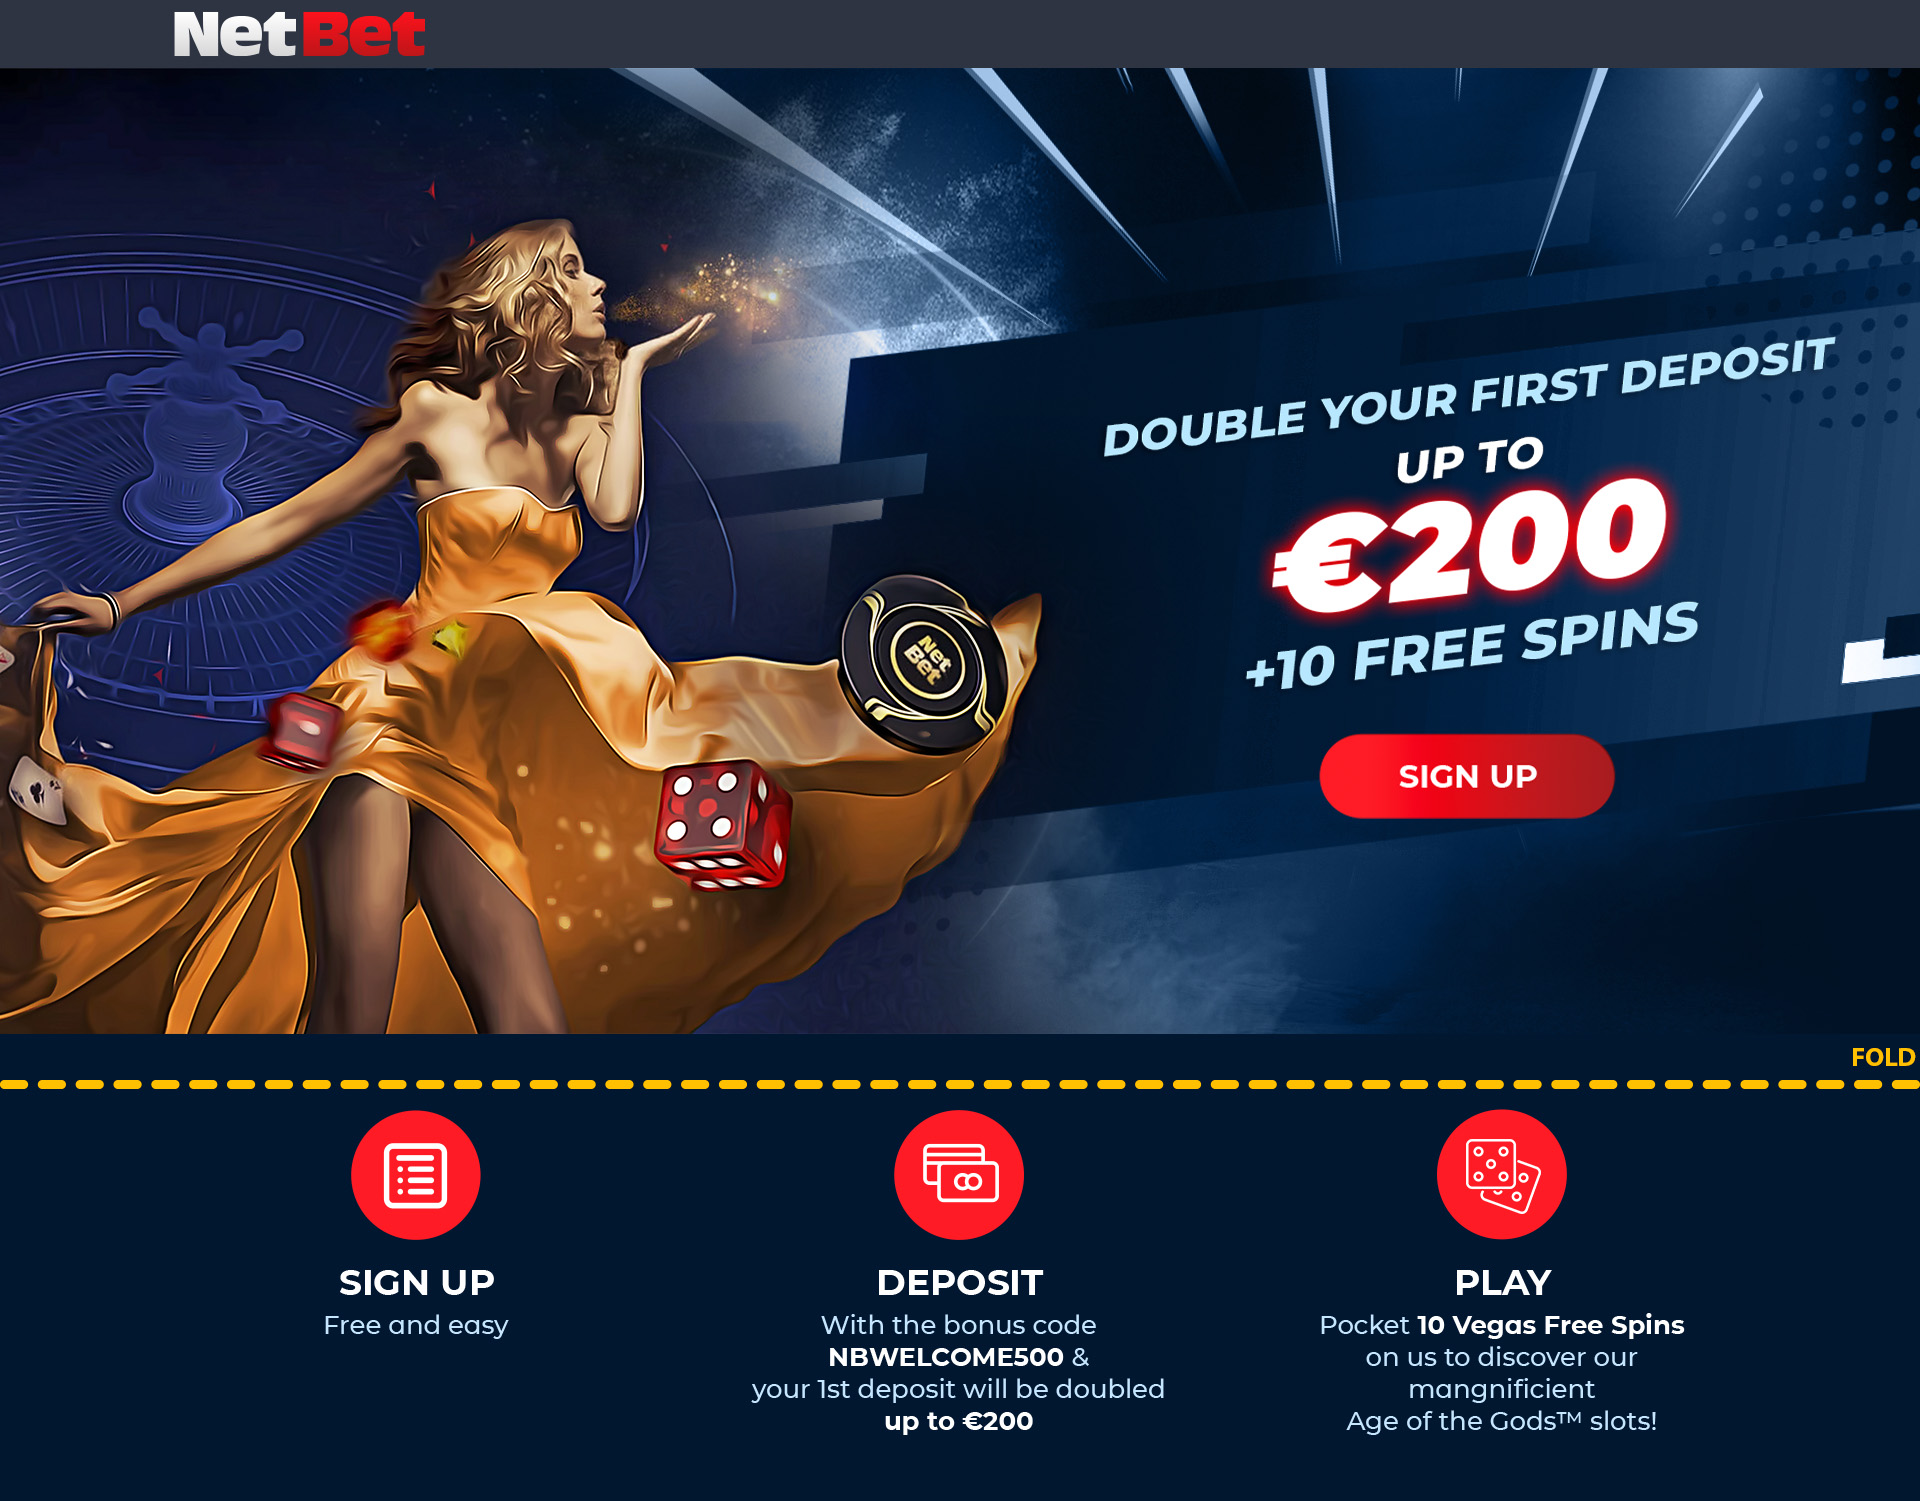 NetBet
DOUBLE YOUR FIRST DEPOSIT
UP TO
€200
+10 FREE SPINS
Net
Bet
SIGN UP
FOLD
SIGN UP
Free and easy
DEPOSIT
With the bonus code
NBWELCOME500 &
your 1st deposit will be doubled
up to €200
PLAY
Pocket 10 Vegas Free Spins
on us to discover our
mangnificient
Age of the Gods™ slots!